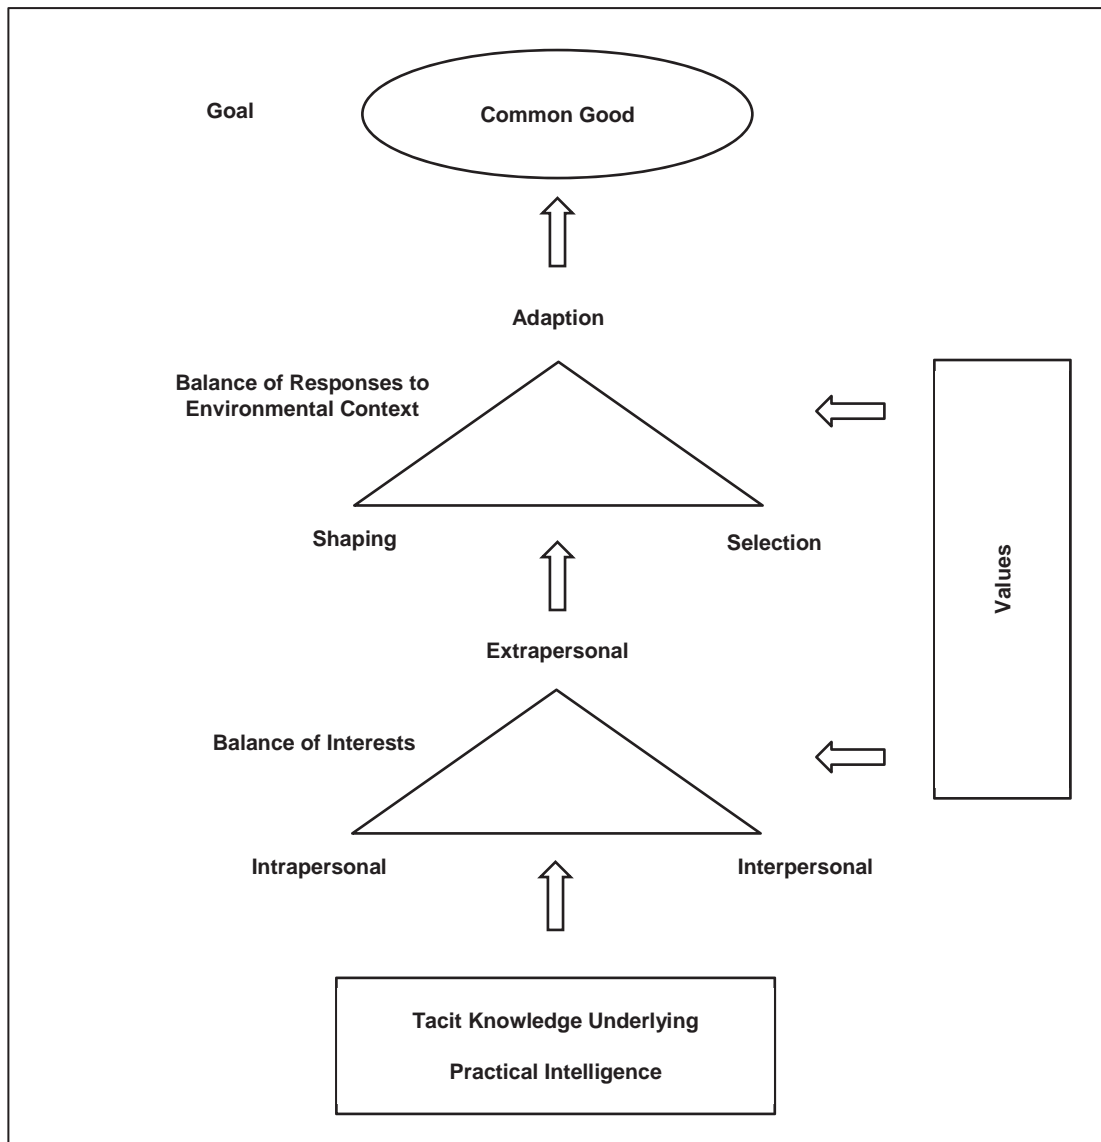 Goal
Common Good
Adaption
Balance of Responses to
Environmental Context
Shaping
Selection
Values
Extrapersonal
Balance of Interests
Intrapersonal
Interpersonal
Tacit Knowledge Underlying
Practical Intelligence